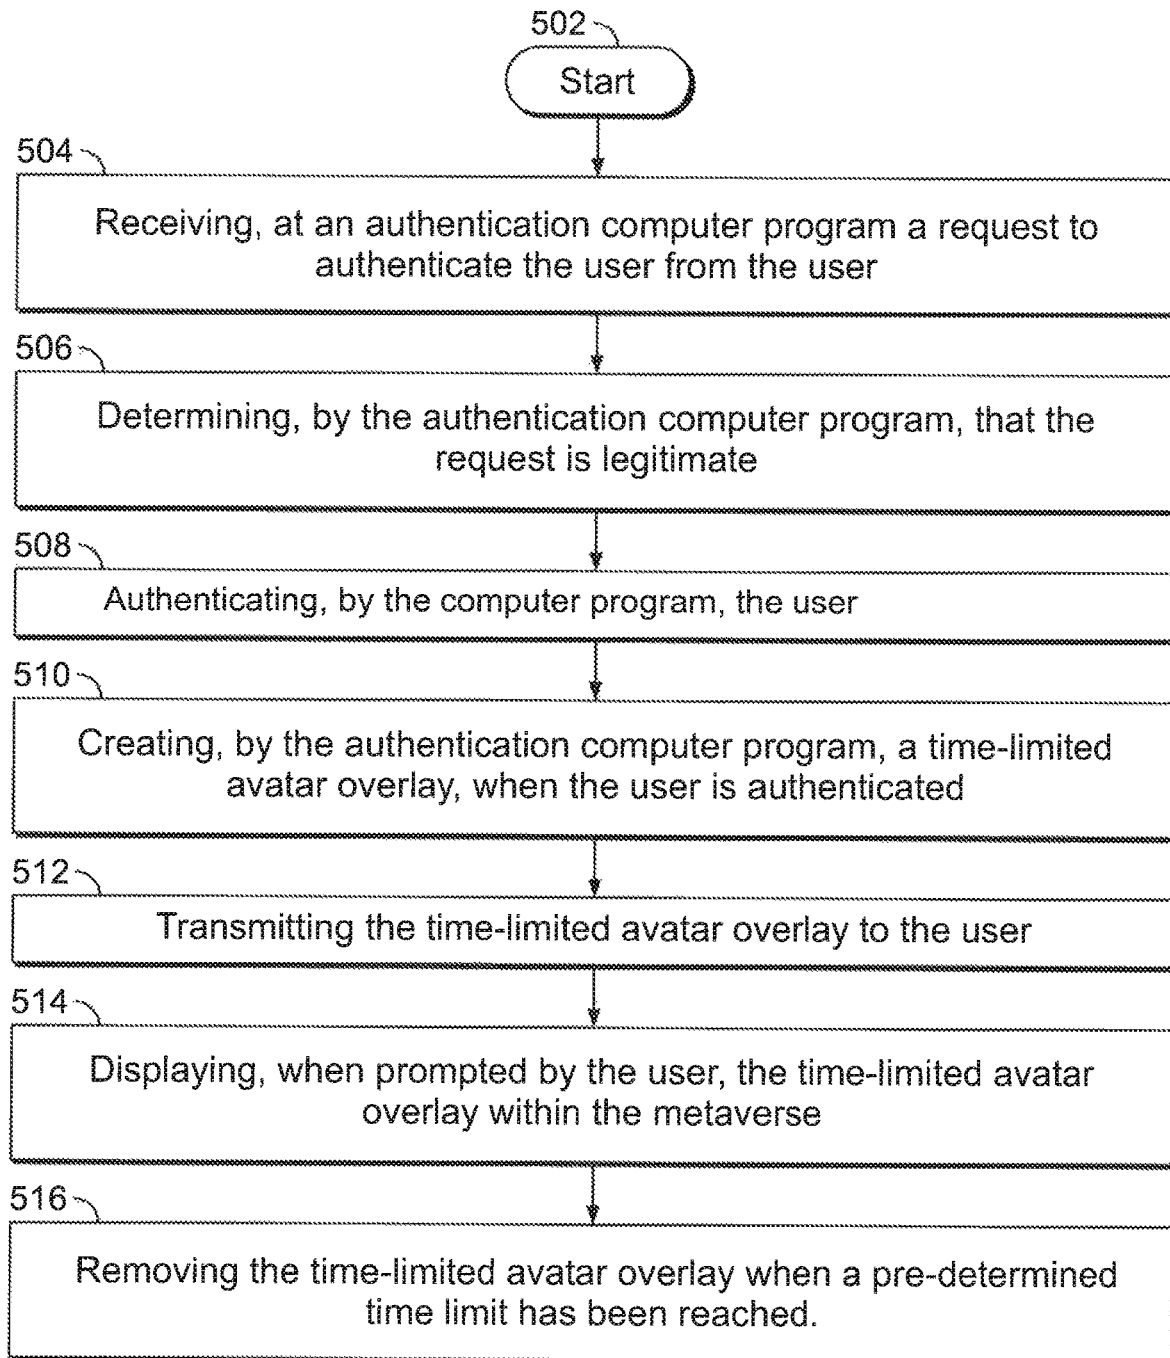 502
Start
504
Receiving, at an authentication computer program a request to
authenticate the user from the user
506
Determining, by the authentication computer program, that the
request is legitimate
508
Authenticating, by the computer program, the user
510
Creating, by the authentication computer program, a time-limited
avatar overlay, when the user is authenticated
512
Transmitting the time-limited avatar overlay to the user
514
Displaying, when prompted by the user, the time-limited avatar
overlay within the metaverse
516
Removing the time-limited avatar overlay when a pre-determined
time limit has been reached.